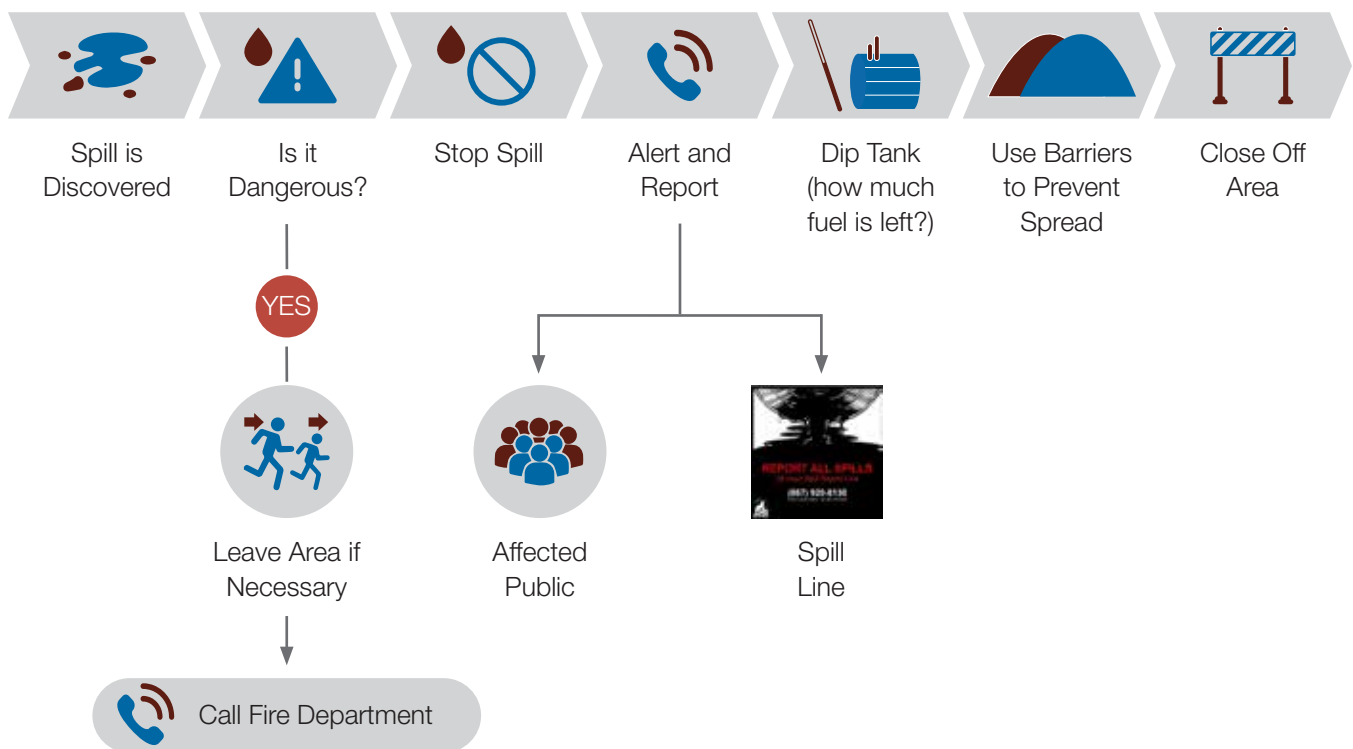 Spill is
Discovered
Is it
Dangerous?
Stop Spill
Alert and
Report
Dip Tank
(how much
fuel is left?)
Use Barriers
to Prevent
Spread
Close Off
Area
YES
REPORT ALL SPILLS
(867) 920-8130
Leave Area if
Necessary
Affected
Public
Spill
Line
Call Fire Department